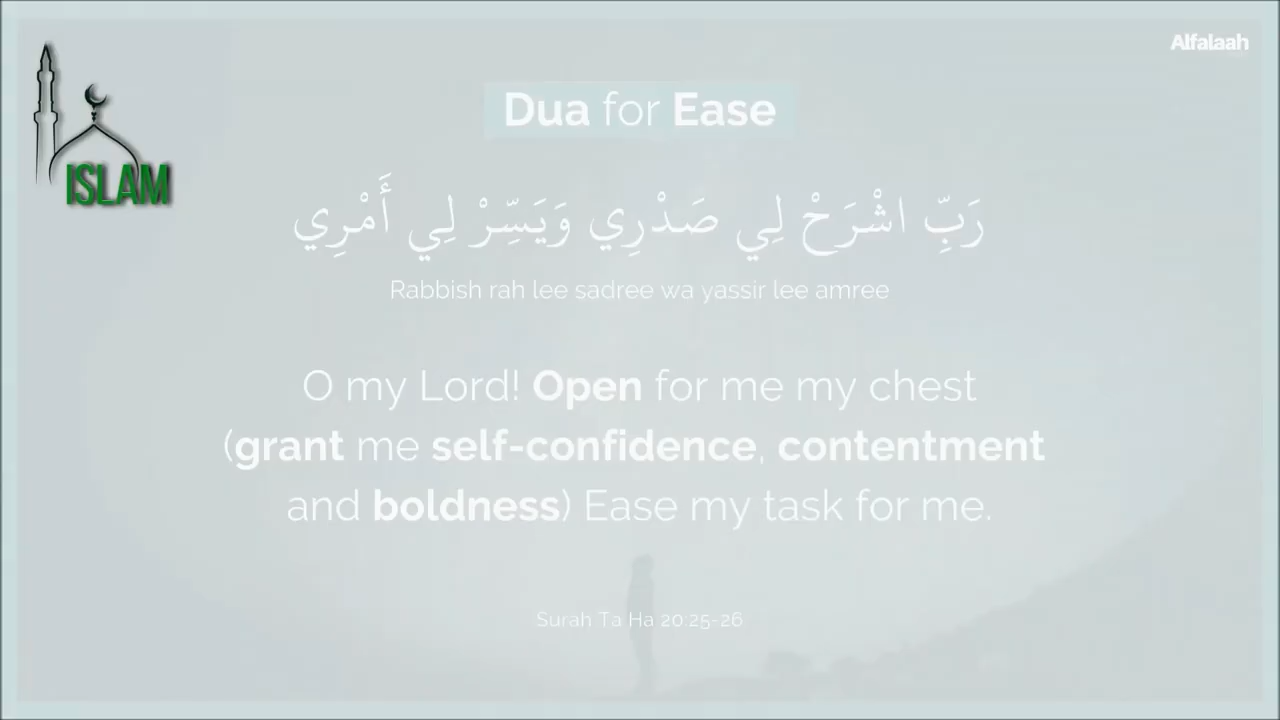 Alfalaah
ISLAM
Dua for Ease
رَبِّ اشْرَحْ لِي صَدْرِي وَيَسِّرْ لِي أَمْرِي
Rabbish rah lee sadree wa yassir lee amree
O my Lord! Open for me my chest
(grant me self-confidence, contentment
and boldness) Ease my task for me.
Surah Ta Ha 20:25-26